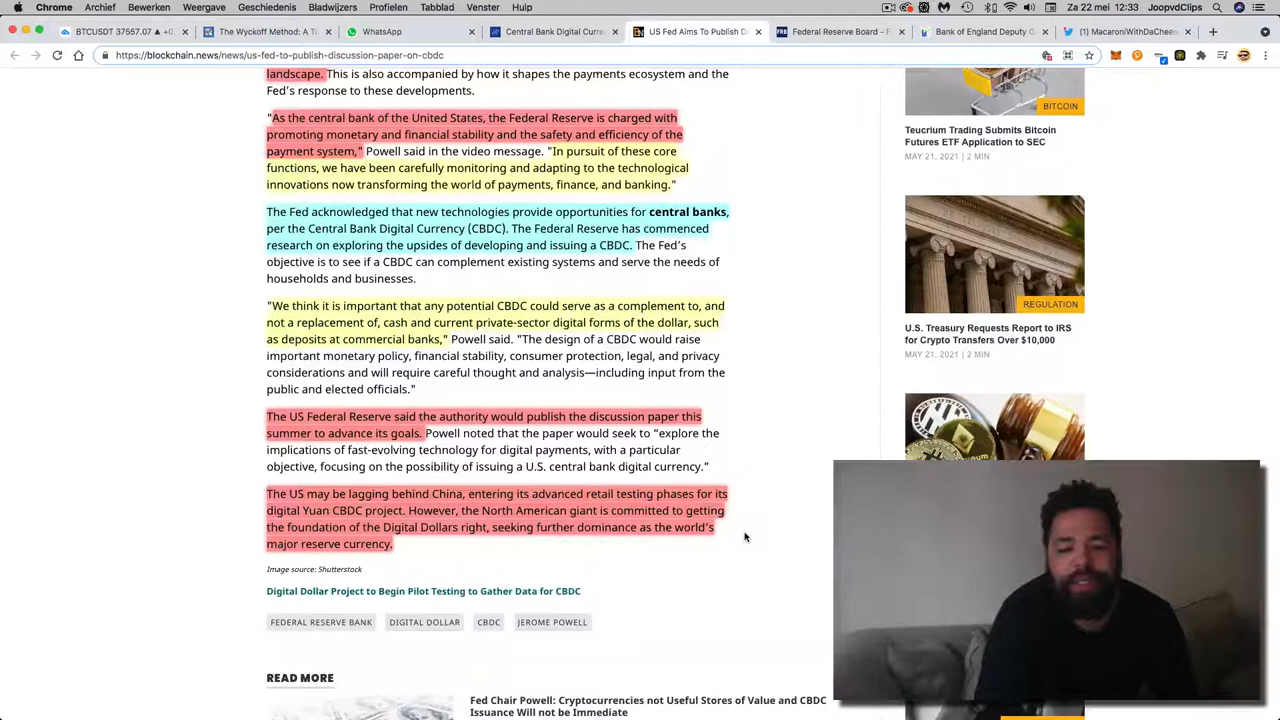 Chrome Archief Bewerken Weergave Geschiedenis Bladwijzers Profielen Tabblad Venster Help
Za 22 mei 12:33 JoopvdClips
BTCUSDT 37557.07 ▲ +0.
The Wyckoff Method: A Tu
WhatsApp
Central Bank Digital Curre
US Fed Aims To Publish D
Federal Reserve Board - F
Bank of England Deputy G
(1) MacaroniWithDaChees
https://blockchain.news/news/us-fed-to-publish-discussion-paper-on-cbdc
landscape. This is also accompanied by how it shapes the payments ecosystem and the
Fed's response to these developments.
"As the central bank of the United States, the Federal Reserve is charged with
promoting monetary and financial stability and the safety and efficiency of the
payment system," Powell said in the video message. "In pursuit of these core
functions, we have been carefully monitoring and adapting to the technological
innovations now transforming the world of payments, finance, and banking."
The Fed acknowledged that new technologies provide opportunities for central banks,
per the Central Bank Digital Currency (CBDC). The Federal Reserve has commenced
research on exploring the upsides of developing and issuing a CBDC. The Fed's
objective is to see if a CBDC can complement existing systems and serve the needs of
households and businesses.
"We think it is important that any potential CBDC could serve as a complement to, and
not a replacement of, cash and current private-sector digital forms of the dollar, such
as deposits at commercial banks," Powell said. "The design of a CBDC would raise
important monetary policy, financial stability, consumer protection, legal, and privacy
considerations and will require careful thought and analysis—including input from the
public and elected officials."
The US Federal Reserve said the authority would publish the discussion paper this
summer to advance its goals. Powell noted that the paper would seek to “explore the
implications of fast-evolving technology for digital payments, with a particular
objective, focusing on the possibility of issuing a U.S. central bank digital currency.”
The US may be lagging behind China, entering its advanced retail testing phases for its
digital Yuan CBDC project. However, the North American giant is committed to getting
the foundation of the Digital Dollars right, seeking further dominance as the world's
major reserve currency.
Image source: Shutterstock
Digital Dollar Project to Begin Pilot Testing to Gather Data for CBDC
FEDERAL RESERVE BANK DIGITAL DOLLAR CBDC JEROME POWELL
READ MORE
Fed Chair Powell: Cryptocurrencies not Useful Stores of Value and CBDC
Issuance Will not be Immediate
BITCOIN
Teucrium Trading Submits Bitcoin
Futures ETF Application to SEC
MAY 21, 2021 | 2 MIN
REGULATION
U.S. Treasury Requests Report to IRS
for Crypto Transfers Over $10,000
MAY 21, 2021 | 2 MIN